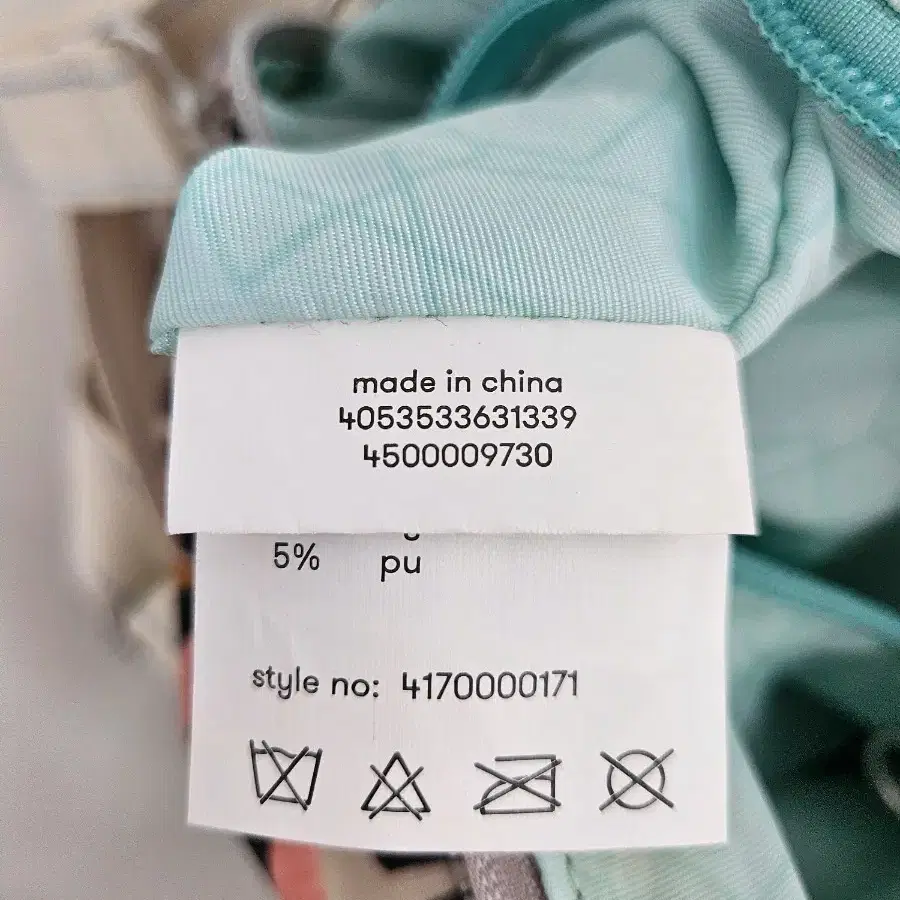 made in china
4053533631339
4500009730
5% pu
style no: 4170000171